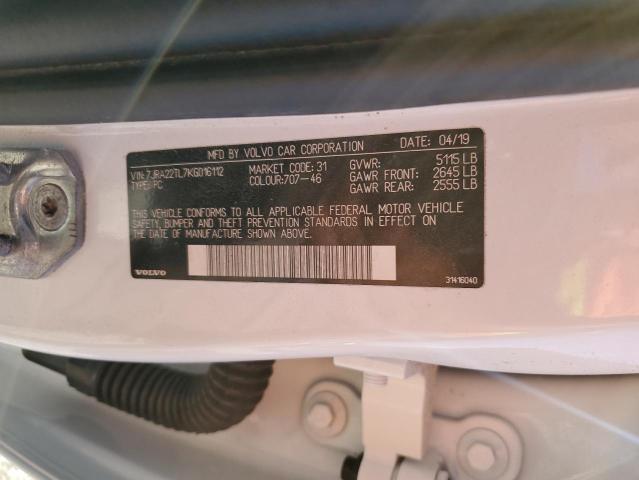 MFD BY VOLVO CAR CORPORATION DATE: 04/19
VIN: 7JRA22TL7KG016112 MARKET CODE: 31 GVWR: 5115 LB
TYPE: PC COLOUR: 707-46 GAWR FRONT: 2645 LB
GAWR REAR: 2555 LB
THIS VEHICLE CONFORMS TO ALL APPLICABLE FEDERAL MOTOR VEHICLE
SAFETY, BUMPER AND THEFT PREVENTION STANDARDS IN EFFECT ON
THE DATE OF MANUFACTURE SHOWN ABOVE.
VOLVO 31416040